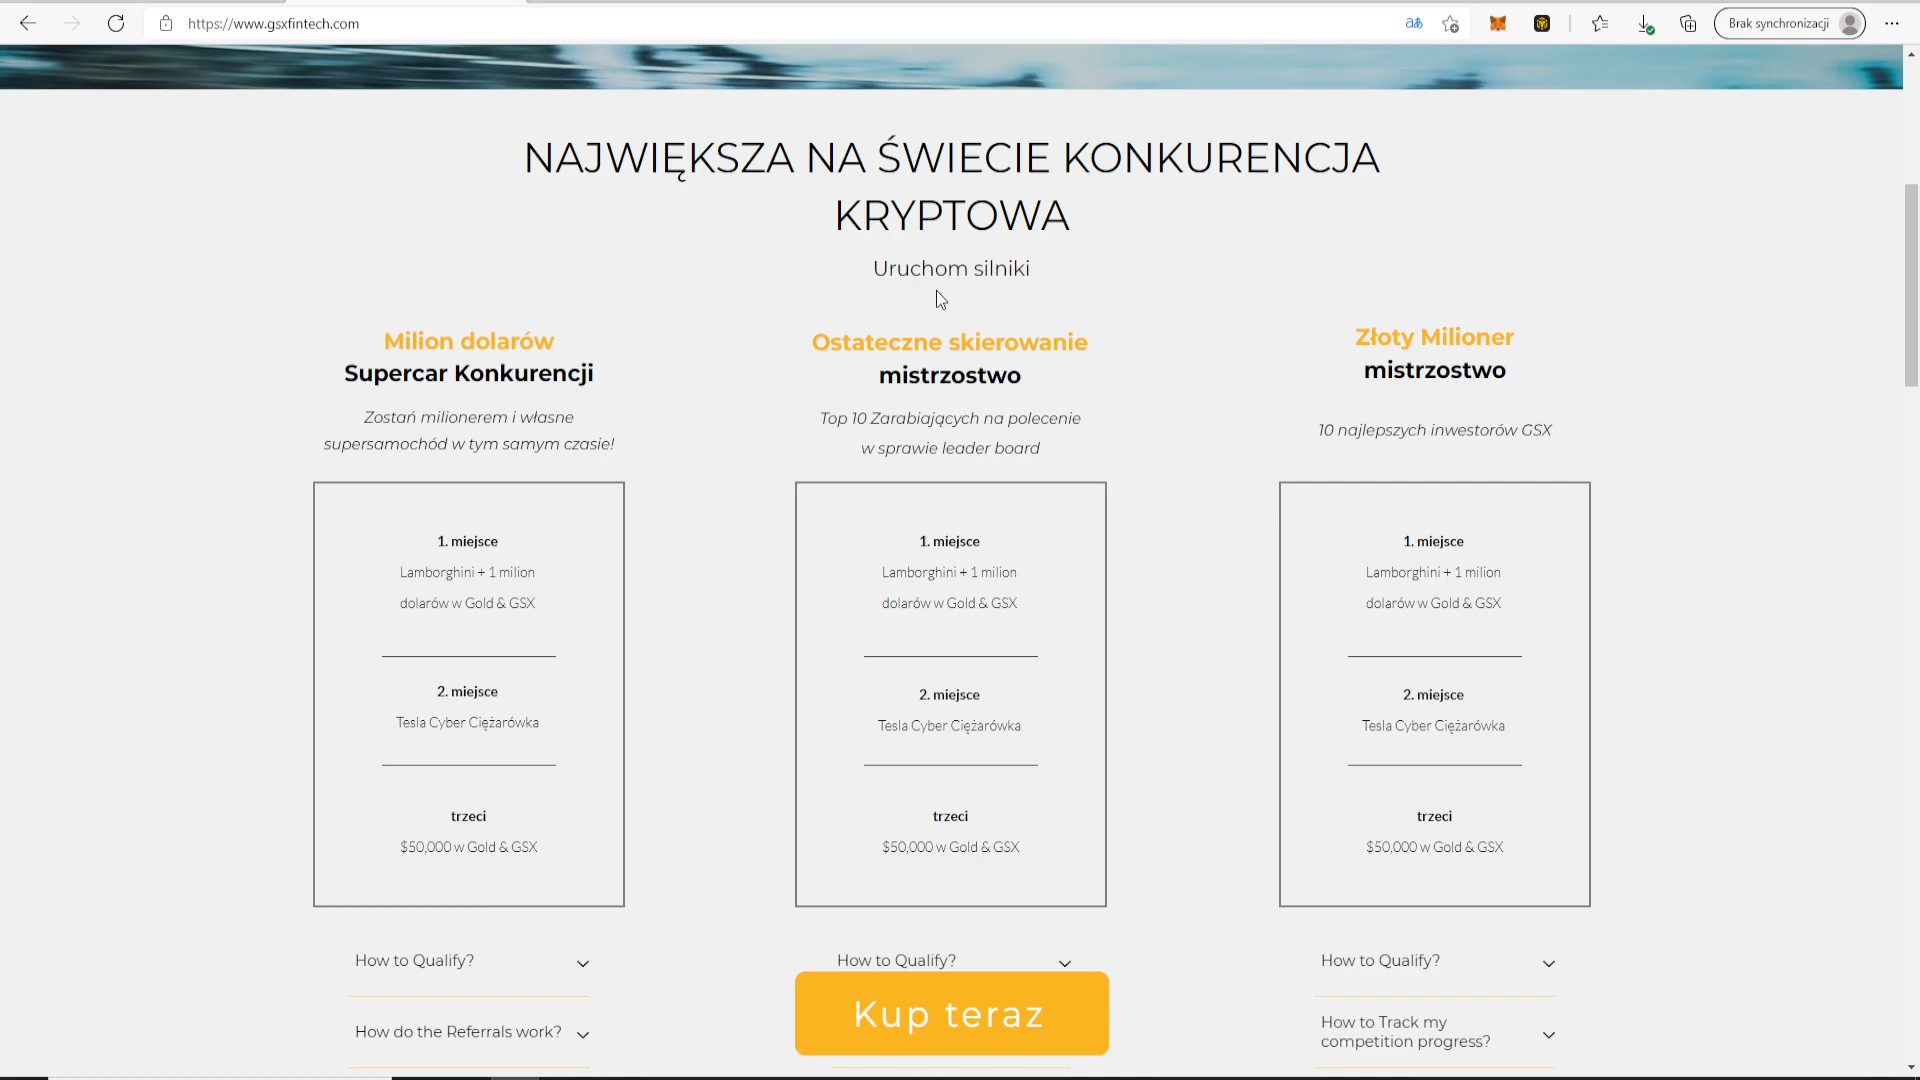 https://www.gsxfintech.com
Brak synchronizacji
NAJWIĘKSZA NA ŚWIECIE KONKURENCJA
KRYPTOWA
Uruchom silniki
Milion dolarów
Supercar Konkurencji
Zostań milionerem i własne
supersamochód w tym samym czasie!
1. miejsce
Lamborghini + 1 milion
dolarów w Gold & GSX
2. miejsce
Tesla Cyber Ciężarówka
trzeci
$50,000 w Gold & GSX
How to Qualify?
How do the Referrals work?
Ostateczne skierowanie
mistrzostwo
Top 10 Zarabiających na polecenie
w sprawie leader board
1. miejsce
Lamborghini + 1 milion
dolarów w Gold & GSX
2. miejsce
Tesla Cyber Ciężarówka
trzeci
$50,000 w Gold & GSX
How to Qualify?
Kup teraz
Złoty Milioner
mistrzostwo
10 najlepszych inwestorów GSX
1. miejsce
Lamborghini + 1 milion
dolarów w Gold & GSX
2. miejsce
Tesla Cyber Ciężarówka
trzeci
$50,000 w Gold & GSX
How to Qualify?
How to Track my
competition progress?